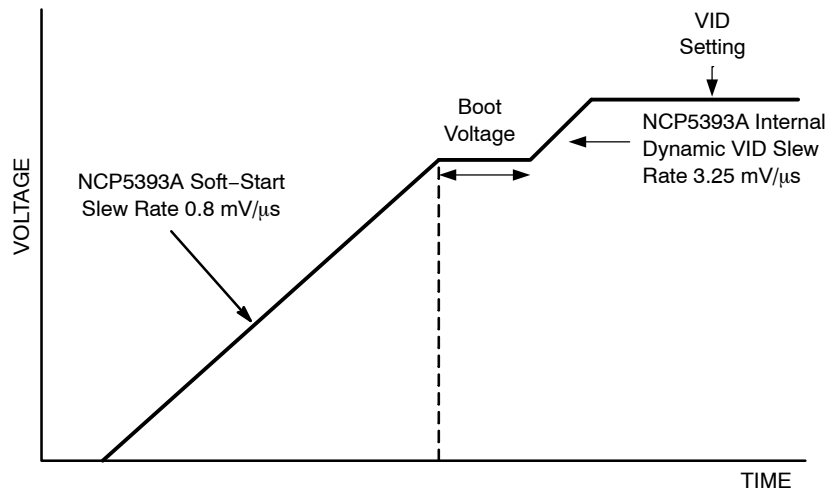 VID
Setting
Boot
Voltage
NCP5393A Internal
Dynamic VID Slew
Rate 3.25 mV/μs
NCP5393A Soft−Start
Slew Rate 0.8 mV/μs
VOLTAGE
TIME